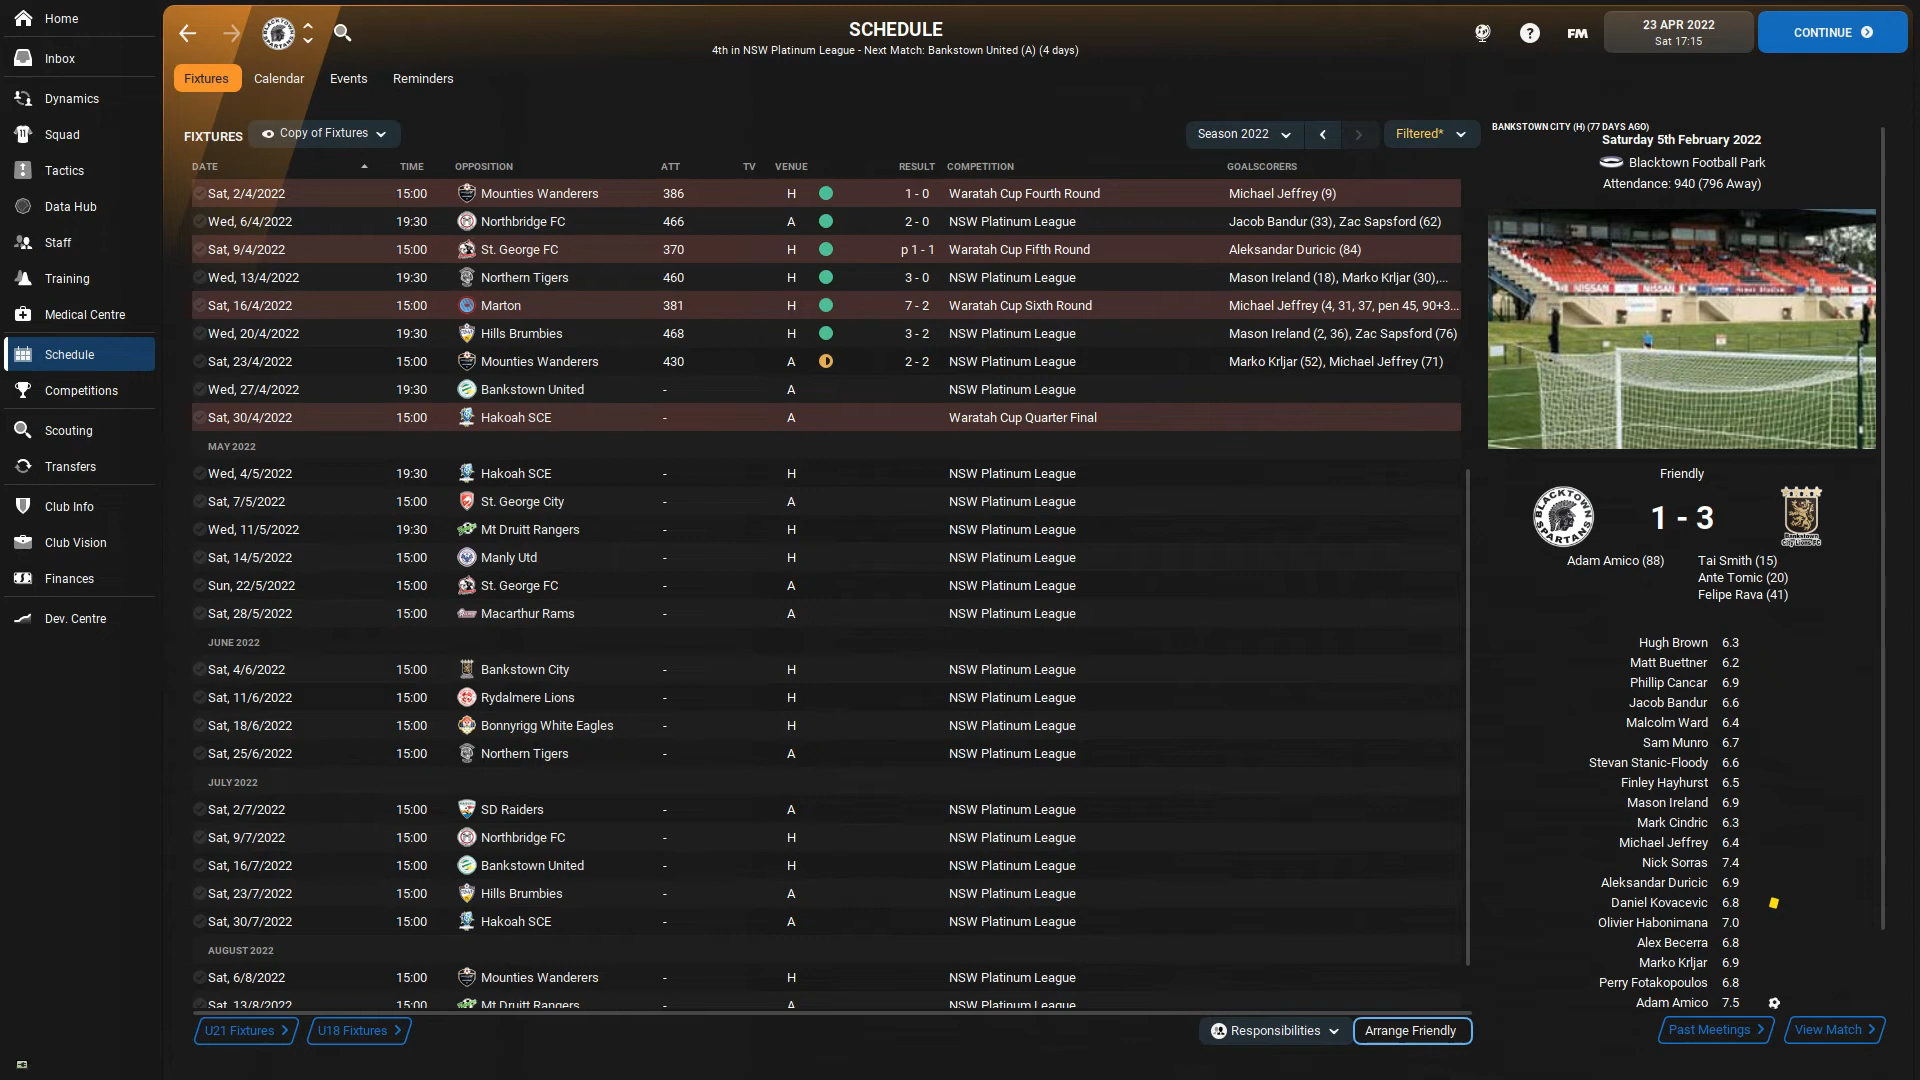 Home
Inbox
Dynamics
Squad
Tactics
Data Hub
Staff
Training
Medical Centre
Schedule
Competitions
Scouting
Transfers
Club Info
Club Vision
Finances
Dev. Centre
SCHEDULE
4th in NSW Platinum League - Next Match: Bankstown United (A) (4 days)
FM
23 APR 2022
Sat 17:15
CONTINUE
Fixtures Calendar Events Reminders
FIXTURES Copy of Fixtures
Season 2022
Filtered*
DATE TIME OPPOSITION ATT TV VENUE RESULT COMPETITION GOALSCORERS
Sat, 2/4/2022 15:00 Mounties Wanderers 386 H 1 - 0 Waratah Cup Fourth Round Michael Jeffrey (9)
Wed, 6/4/2022 19:30 Northbridge FC 466 A 2 - 0 NSW Platinum League Jacob Bandur (33), Zac Sapsford (62)
Sat, 9/4/2022 15:00 St. George FC 370 H p 1 - 1 Waratah Cup Fifth Round Aleksandar Duricic (84)
Wed, 13/4/2022 19:30 Northern Tigers 460 H 3 - 0 NSW Platinum League Mason Ireland (18), Marko Krljar (30),...
Sat, 16/4/2022 15:00 Marton 381 H 7 - 2 Waratah Cup Sixth Round Michael Jeffrey (4, 31, 37, pen 45, 90+3...
Wed, 20/4/2022 19:30 Hills Brumbies 468 H 3 - 2 NSW Platinum League Mason Ireland (2, 36), Zac Sapsford (76)
Sat, 23/4/2022 15:00 Mounties Wanderers 430 A 2 - 2 NSW Platinum League Marko Krljar (52), Michael Jeffrey (71)
Wed, 27/4/2022 19:30 Bankstown United - A NSW Platinum League
Sat, 30/4/2022 15:00 Hakoah SCE - A Waratah Cup Quarter Final
MAY 2022
Wed, 4/5/2022 19:30 Hakoah SCE - H NSW Platinum League
Sat, 7/5/2022 15:00 St. George City - A NSW Platinum League
Wed, 11/5/2022 19:30 Mt Druitt Rangers - H NSW Platinum League
Sat, 14/5/2022 15:00 Manly Utd - H NSW Platinum League
Sun, 22/5/2022 15:00 St. George FC - A NSW Platinum League
Sat, 28/5/2022 15:00 Macarthur Rams - A NSW Platinum League
JUNE 2022
Sat, 4/6/2022 15:00 Bankstown City - H NSW Platinum League
Sat, 11/6/2022 15:00 Rydalmere Lions - H NSW Platinum League
Sat, 18/6/2022 15:00 Bonnyrigg White Eagles - H NSW Platinum League
Sat, 25/6/2022 15:00 Northern Tigers - A NSW Platinum League
JULY 2022
Sat, 2/7/2022 15:00 SD Raiders - A NSW Platinum League
Sat, 9/7/2022 15:00 Northbridge FC - H NSW Platinum League
Sat, 16/7/2022 15:00 Bankstown United - H NSW Platinum League
Sat, 23/7/2022 15:00 Hills Brumbies - A NSW Platinum League
Sat, 30/7/2022 15:00 Hakoah SCE - A NSW Platinum League
AUGUST 2022
Sat, 6/8/2022 15:00 Mounties Wanderers - H NSW Platinum League
Sat, 13/8/2022 15:00 Mt Druitt Rangers - A NSW Platinum League
U21 Fixtures U18 Fixtures
Responsibilities Arrange Friendly
BANKSTOWN CITY (H) (77 DAYS AGO)
Saturday 5th February 2022
Blacktown Football Park
Attendance: 940 (796 Away)
NISSAN NISSAN
Friendly
BLACKTOWN SPARTANS
1 - 3
Bankstown
City Lions FC
Adam Amico (88)
Tai Smith (15)
Ante Tomic (20)
Felipe Rava (41)
Hugh Brown 6.3
Matt Buettner 6.2
Phillip Cancar 6.9
Jacob Bandur 6.6
Malcolm Ward 6.4
Sam Munro 6.7
Stevan Stanic-Floody 6.6
Finley Hayhurst 6.5
Mason Ireland 6.9
Mark Cindric 6.3
Michael Jeffrey 6.4
Nick Sorras 7.4
Aleksandar Duricic 6.9
Daniel Kovacevic 6.8
Olivier Habonimana 7.0
Alex Becerra 6.8
Marko Krljar 6.9
Perry Fotakopoulos 6.8
Adam Amico 7.5
Past Meetings View Match